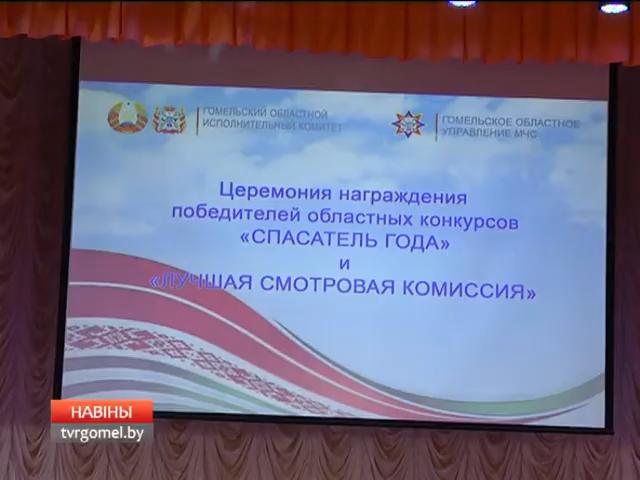 ГОМЕЛЬСКИЙ ОБЛАСТНОЙ
ИСПОЛНИТЕЛЬНЫЙ КОМИТЕТ
ГОМЕЛЬСКОЕ ОБЛАСТНОЕ
УПРАВЛЕНИЕ МЧС
Церемония награждения
победителей областных конкурсов
«СПАСАТЕЛЬ ГОДА»
и
«ЛУЧШАЯ СМОТРОВАЯ КОМИССИЯ»
НАВІНЫ
tvrgomel.by